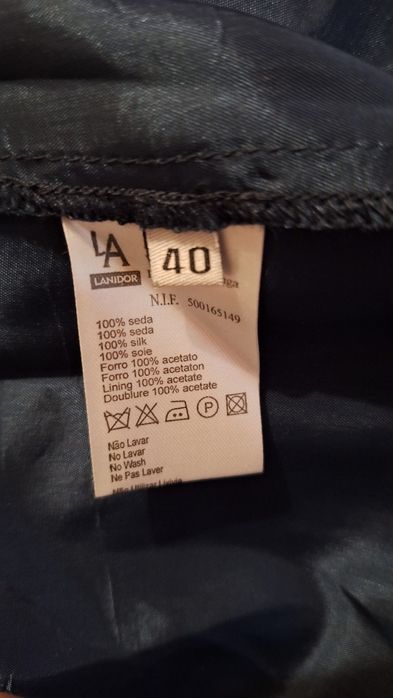 LA
LANIDOR
40
N.I.F. 500165149
100% seda
100% seda
100% silk
100% soie
Forro 100% acetato
Forro 100% acetaton
Lining 100% acetate
Doublure 100% acetate
P
Não Lavar
No Lavar
No Wash
Ne Pas Laver